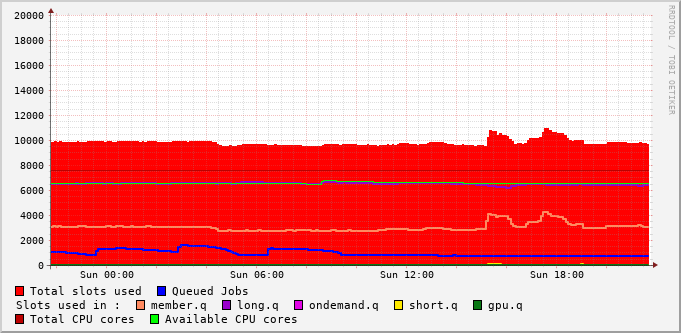 20000
18000
16000
14000
12000
10000
8000
6000
4000
2000
0
Sun 00:00 Sun 06:00 Sun 12:00 Sun 18:00
RRDTOOL / TOBI OETIKER
Total slots used Queued Jobs
Slots used in : member.q long.q ondemand.q short.q gpu.q
Total CPU cores Available CPU cores